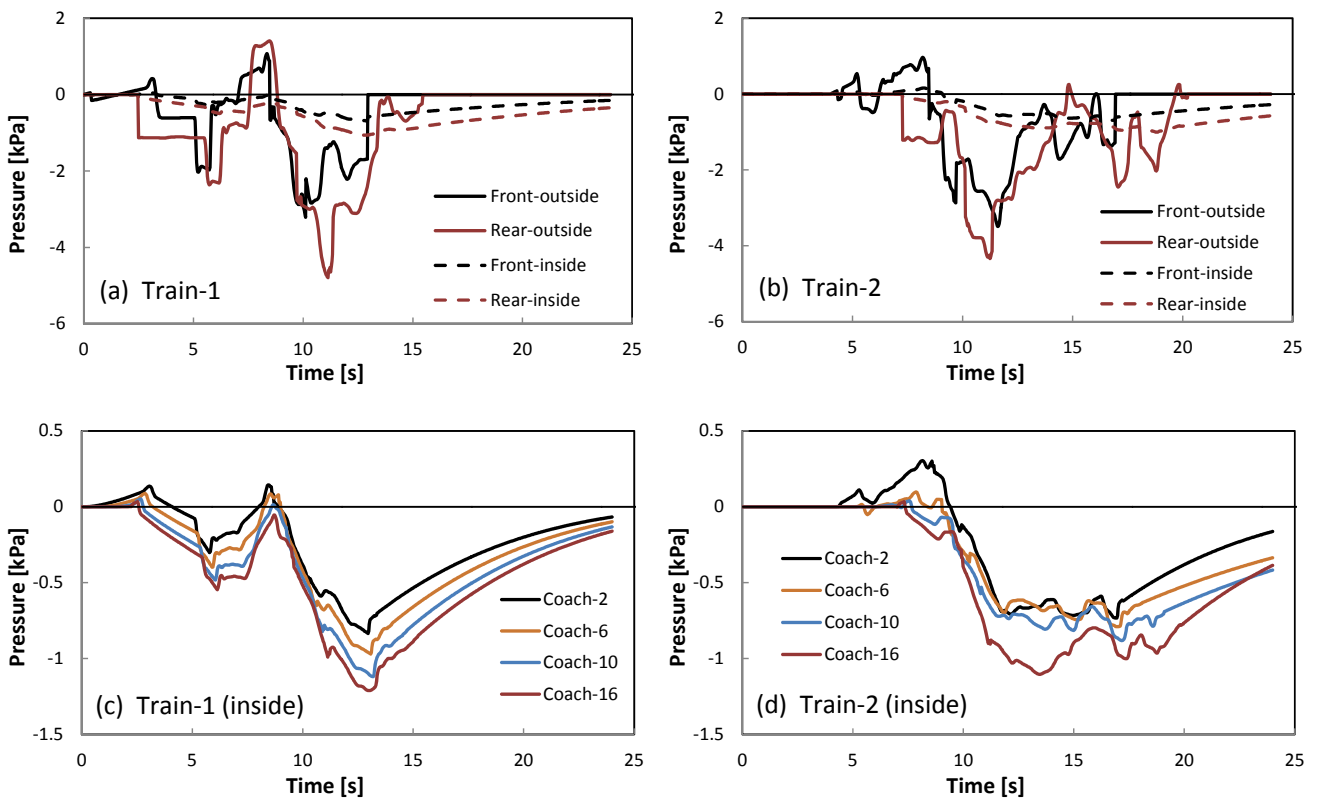 2
0
-2
-4
-6
Pressure [kPa]
Front-outside
Rear-outside
Front-inside
Rear-inside
(a) Train-1
0 5 10 15 20 25
Time [s]
2
0
-2
-4
-6
Pressure [kPa]
Front-outside
Rear-outside
Front-inside
Rear-inside
(b) Train-2
0 5 10 15 20 25
Time [s]
0.5
0
-0.5
-1
-1.5
Pressure [kPa]
Coach-2
Coach-6
Coach-10
Coach-16
(c) Train-1 (inside)
0 5 10 15 20 25
Time [s]
0.5
0
-0.5
-1
-1.5
Pressure [kPa]
Coach-2
Coach-6
Coach-10
Coach-16
(d) Train-2 (inside)
0 5 10 15 20 25
Time [s]